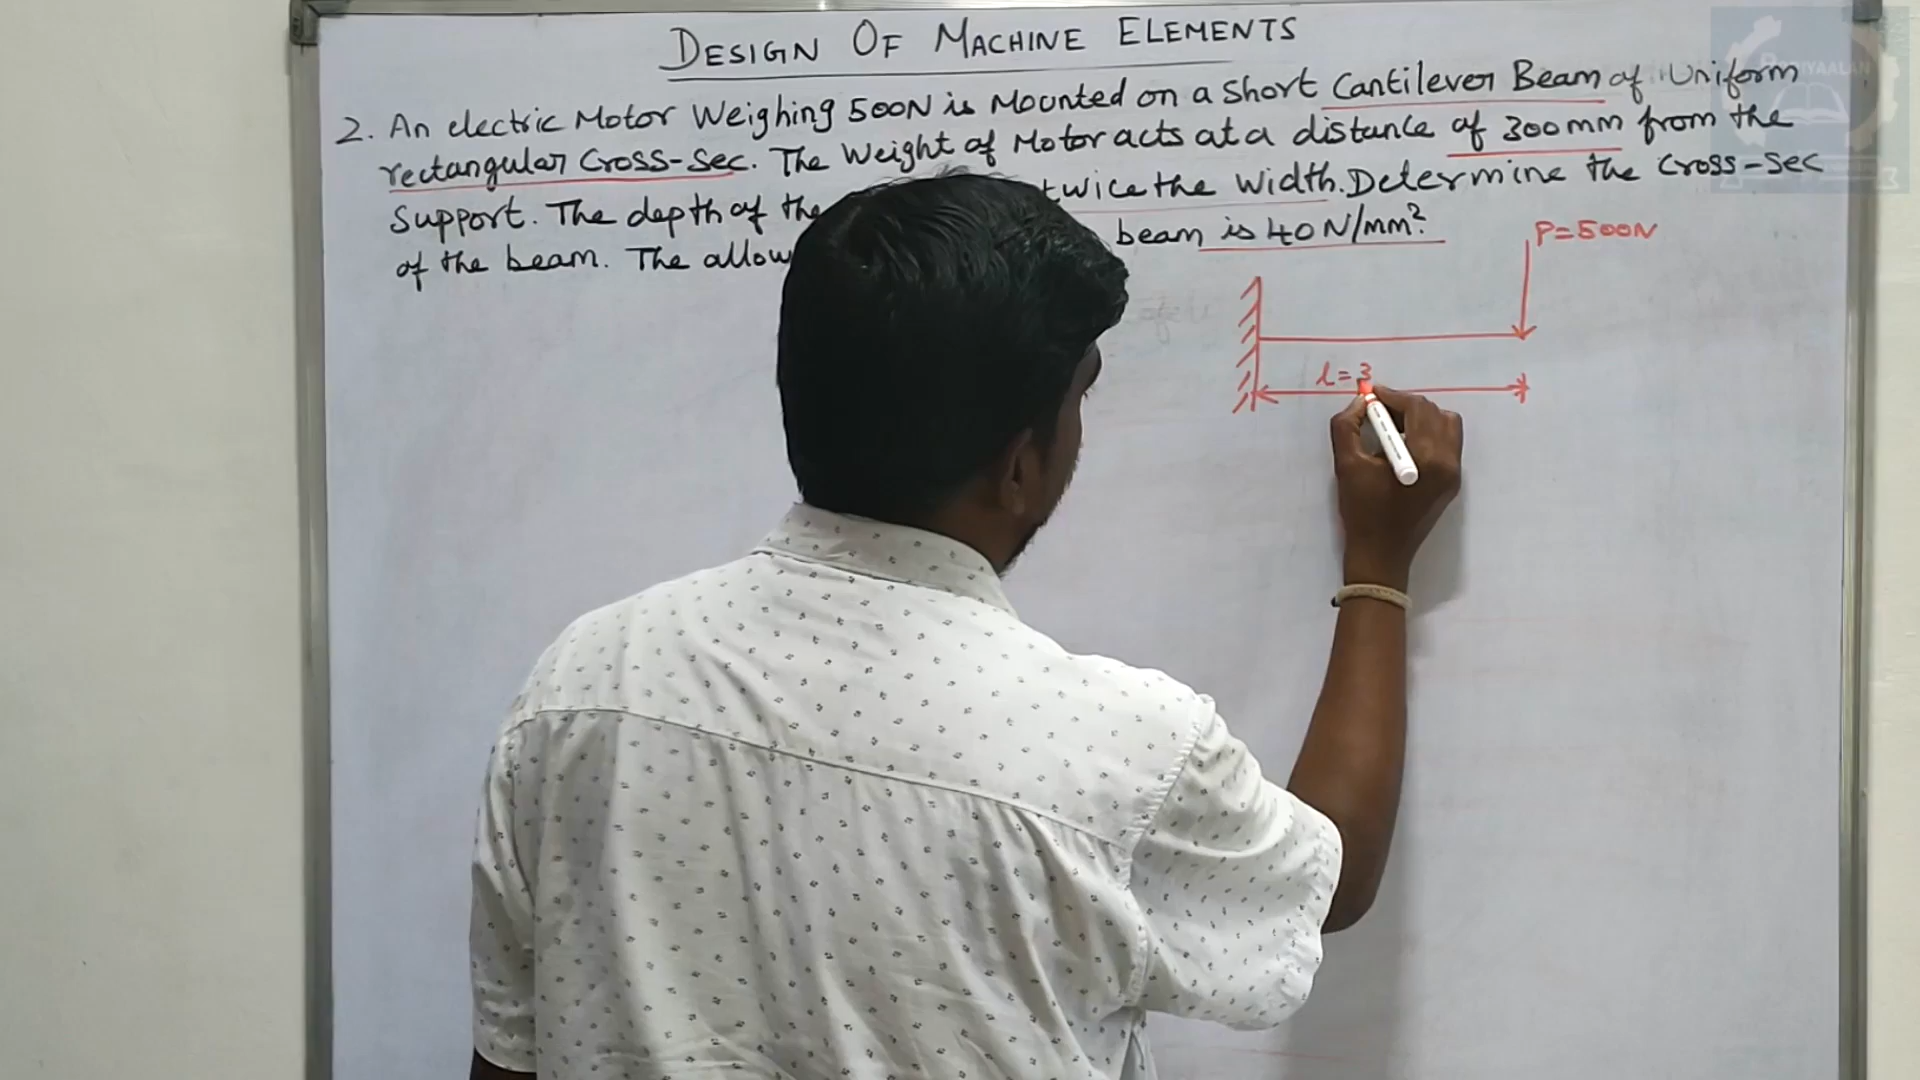 DESIGN OF MACHINE ELEMENTS
2. An electric Motor Weighing 500N is Mounted on a Short Cantilever Beam of Uniform
rectangular Cross-Sec. The Weight of Motor acts at a distance of 300mm from the
Support. The depth of the twice the Width. Determine the Cross-Sec
of the beam. The allow beam is 40N/mm².
P=500N
l=3